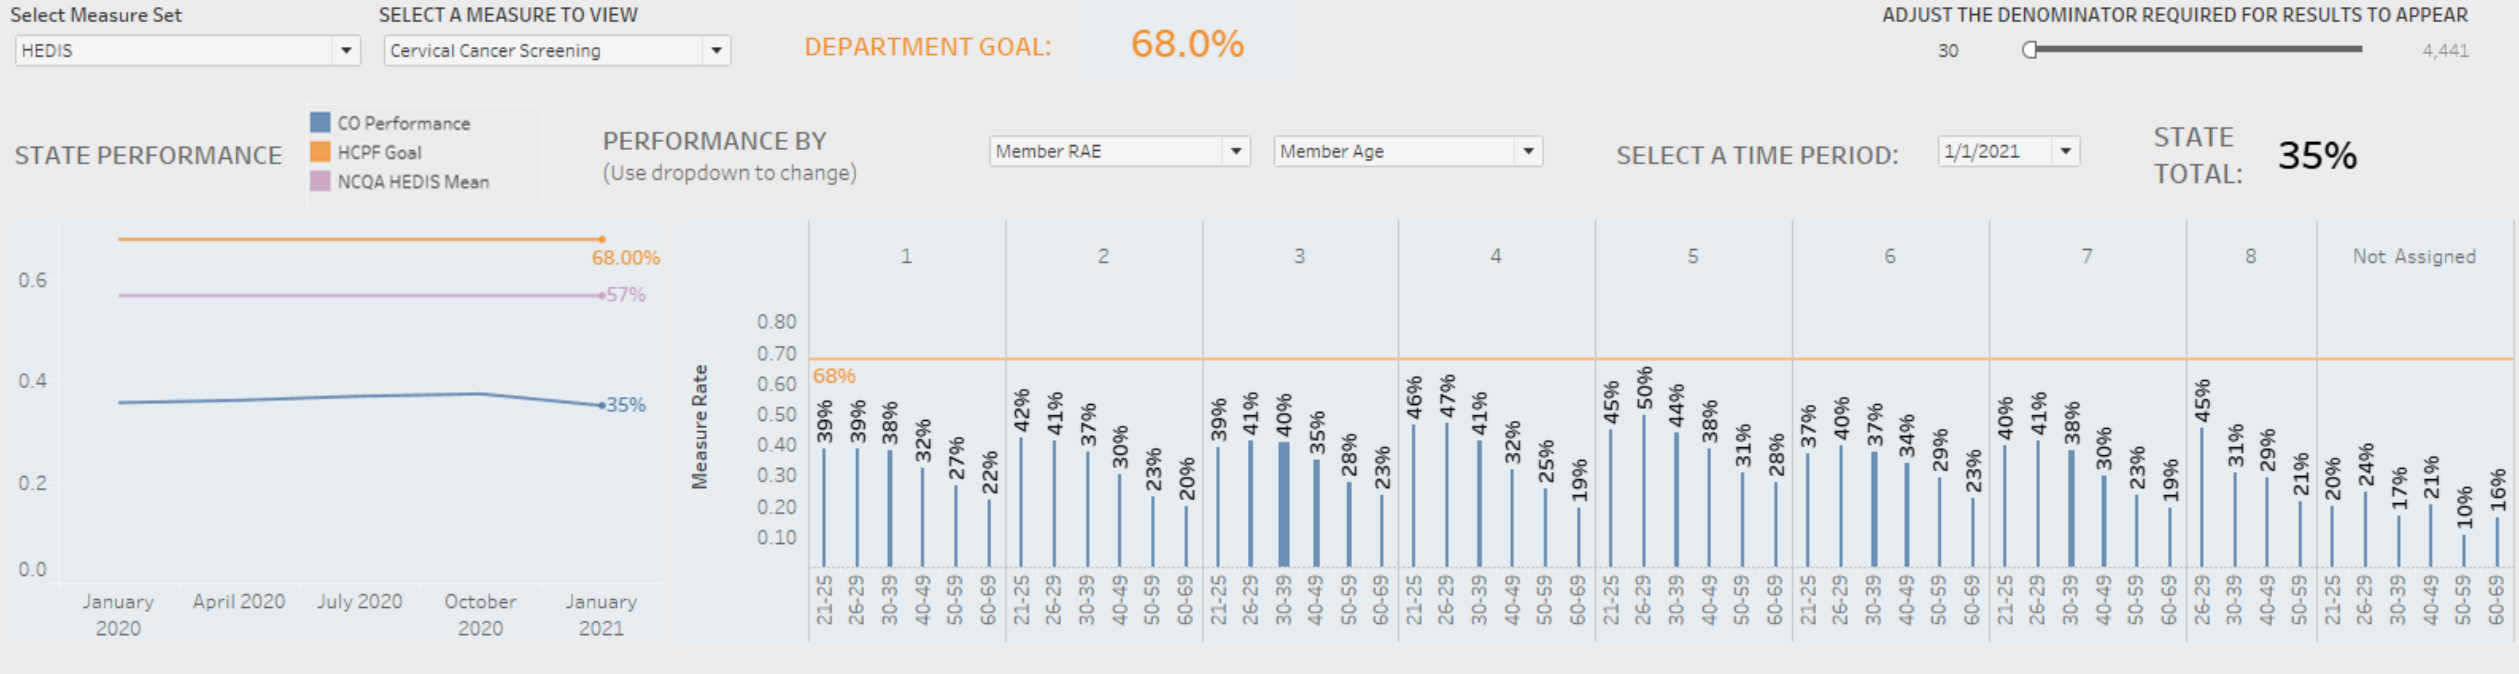 Select Measure Set
HEDIS
SELECT A MEASURE TO VIEW
Cervical Cancer Screening
DEPARTMENT GOAL: 68.0%
ADJUST THE DENOMINATOR REQUIRED FOR RESULTS TO APPEAR
30 4,441
STATE PERFORMANCE
CO Performance
HCPF Goal
NCQA HEDIS Mean
PERFORMANCE BY
(Use dropdown to change)
Member RAE
Member Age
SELECT A TIME PERIOD:
1/1/2021
STATE
TOTAL:
35%
68.00%
57%
35%
0.6
0.4
0.2
0.0
January
2020
April 2020
July 2020
October
2020
January
2021
Measure Rate
0.80
0.70
0.60
0.50
0.40
0.30
0.20
0.10
68%
1 2 3 4 5 6 7 8 Not Assigned
39% 39% 38% 32% 27% 22%
42% 41% 37% 30% 23% 20%
39% 41% 40% 35% 28% 23%
46% 47% 41% 32% 25% 19%
45% 50% 44% 38% 31% 28%
37% 40% 37% 34% 29% 23%
40% 41% 38% 30% 23% 19%
45% 31% 29% 21%
20% 24% 17% 21% 10% 16%
21-25 26-29 30-39 40-49 50-59 60-69
21-25 26-29 30-39 40-49 50-59 60-69
21-25 26-29 30-39 40-49 50-59 60-69
21-25 26-29 30-39 40-49 50-59 60-69
21-25 26-29 30-39 40-49 50-59 60-69
21-25 26-29 30-39 40-49 50-59 60-69
21-25 26-29 30-39 40-49 50-59 60-69
26-29 30-39 40-49 50-59
21-25 26-29 30-39 40-49 50-59 60-69